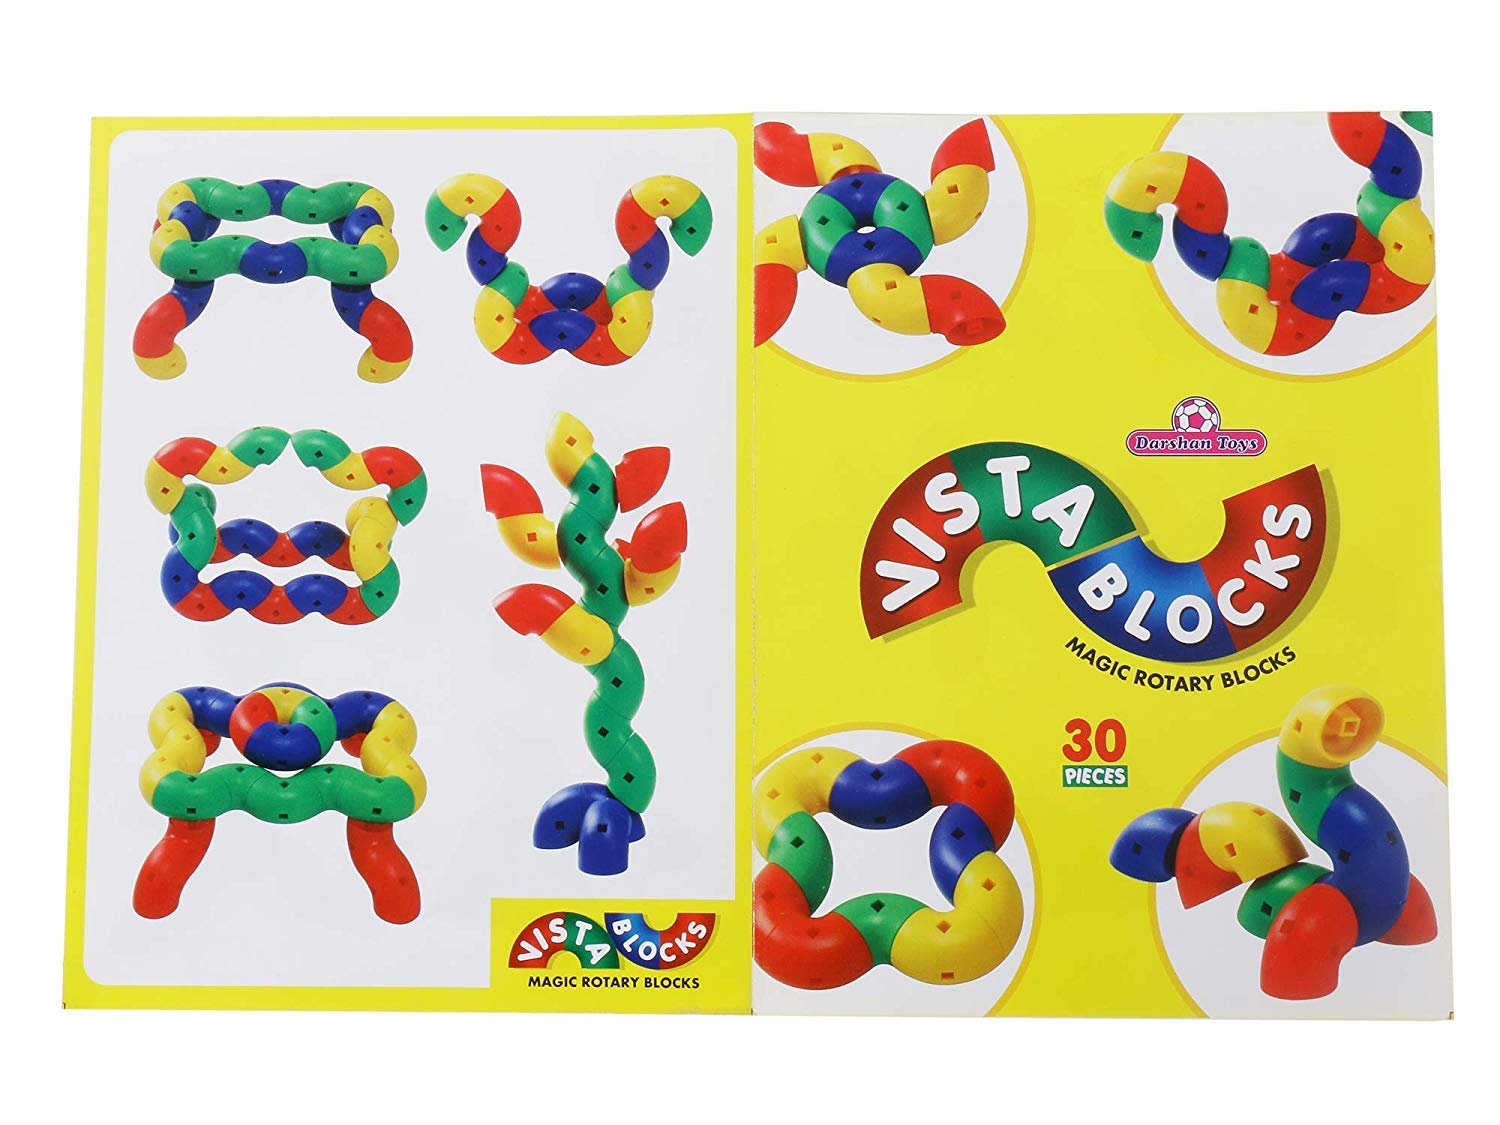 VISTA BLOCKS
MAGIC ROTARY BLOCKS
Darshan Toys
VISTA
BLOCKS
MAGIC ROTARY BLOCKS
30
PIECES